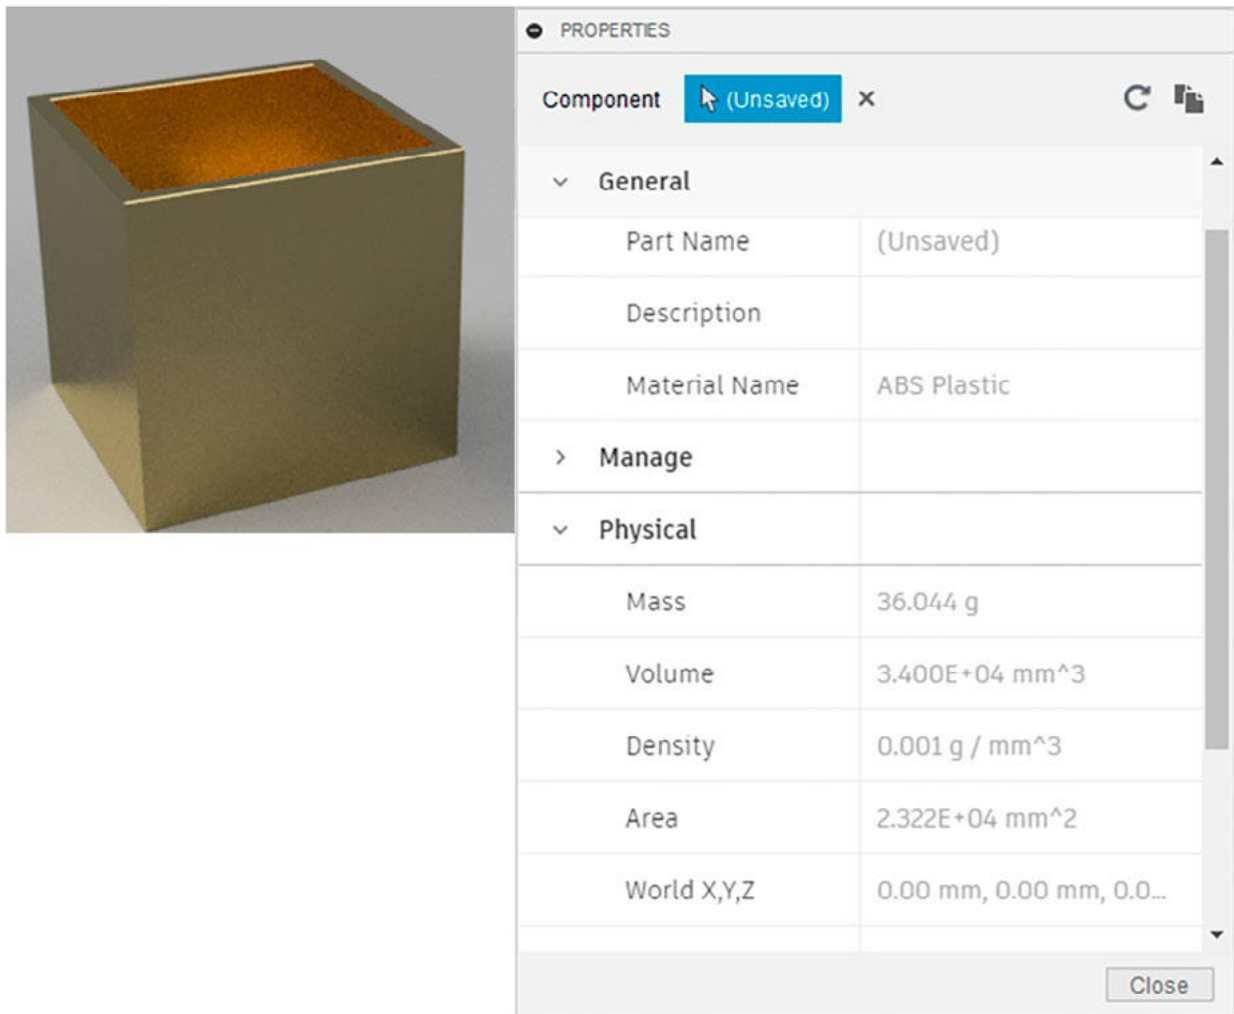 PROPERTIES
Component (Unsaved)
General
Part Name (Unsaved)
Description
Material Name ABS Plastic
Manage
Physical
Mass 36.044 g
Volume 3.400E+04 mm^3
Density 0.001 g / mm^3
Area 2.322E+04 mm^2
World X,Y,Z 0.00 mm, 0.00 mm, 0.0...
Close